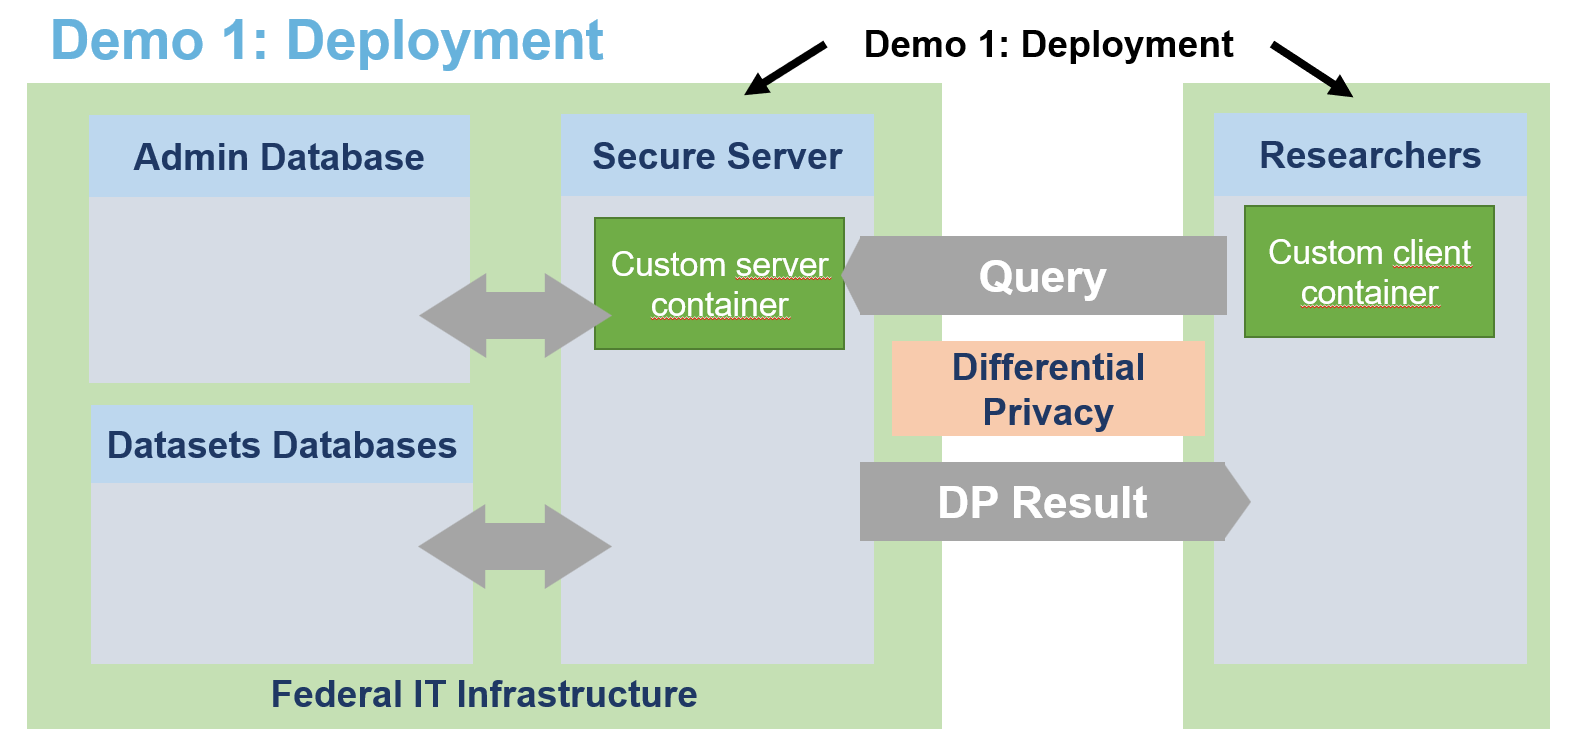 Demo 1: Deployment
Demo 1: Deployment
Admin Database
Secure Server
Researchers
Custom server
container
Query
Custom client
container
Differential
Privacy
Datasets Databases
DP Result
Federal IT Infrastructure